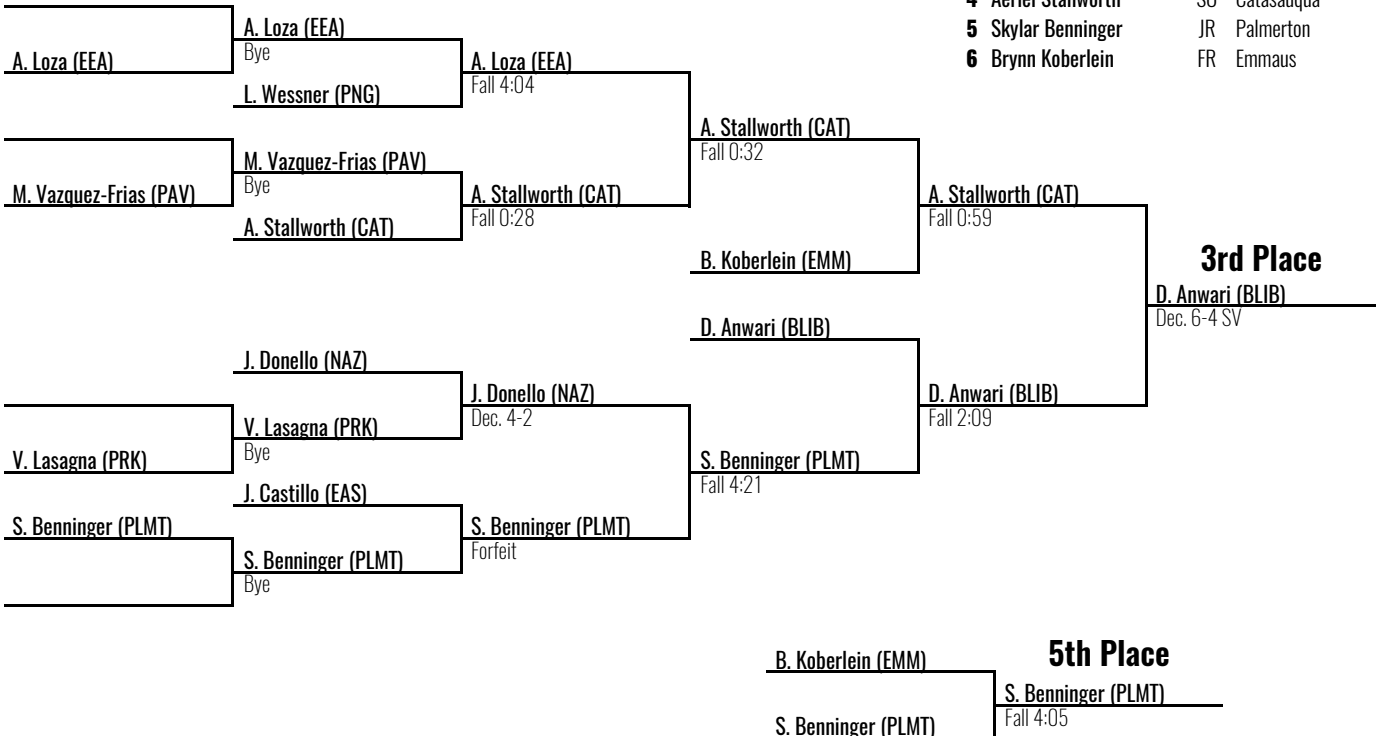 4 Aeriel Stallworth SO Catasauqua
5 Skylar Benninger JR Palmerton
6 Brynn Koberlein FR Emmaus
A. Loza (EEA)
A. Loza (EEA)
Bye
L. Wessner (PNG)
A. Loza (EEA)
Fall 4:04
M. Vazquez-Frias (PAV)
M. Vazquez-Frias (PAV)
Bye
A. Stallworth (CAT)
A. Stallworth (CAT)
Fall 0:28
A. Stallworth (CAT)
Fall 0:32
B. Koberlein (EMM)
A. Stallworth (CAT)
Fall 0:59
3rd Place
D. Anwari (BLIB)
Dec. 6-4 SV
D. Anwari (BLIB)
D. Anwari (BLIB)
Fall 2:09
J. Donello (NAZ)
V. Lasagna (PRK)
V. Lasagna (PRK)
Bye
J. Donello (NAZ)
Dec. 4-2
S. Benninger (PLMT)
Fall 4:21
J. Castillo (EAS)
S. Benninger (PLMT)
S. Benninger (PLMT)
Bye
S. Benninger (PLMT)
Forfeit
5th Place
B. Koberlein (EMM)
S. Benninger (PLMT)
S. Benninger (PLMT)
Fall 4:05